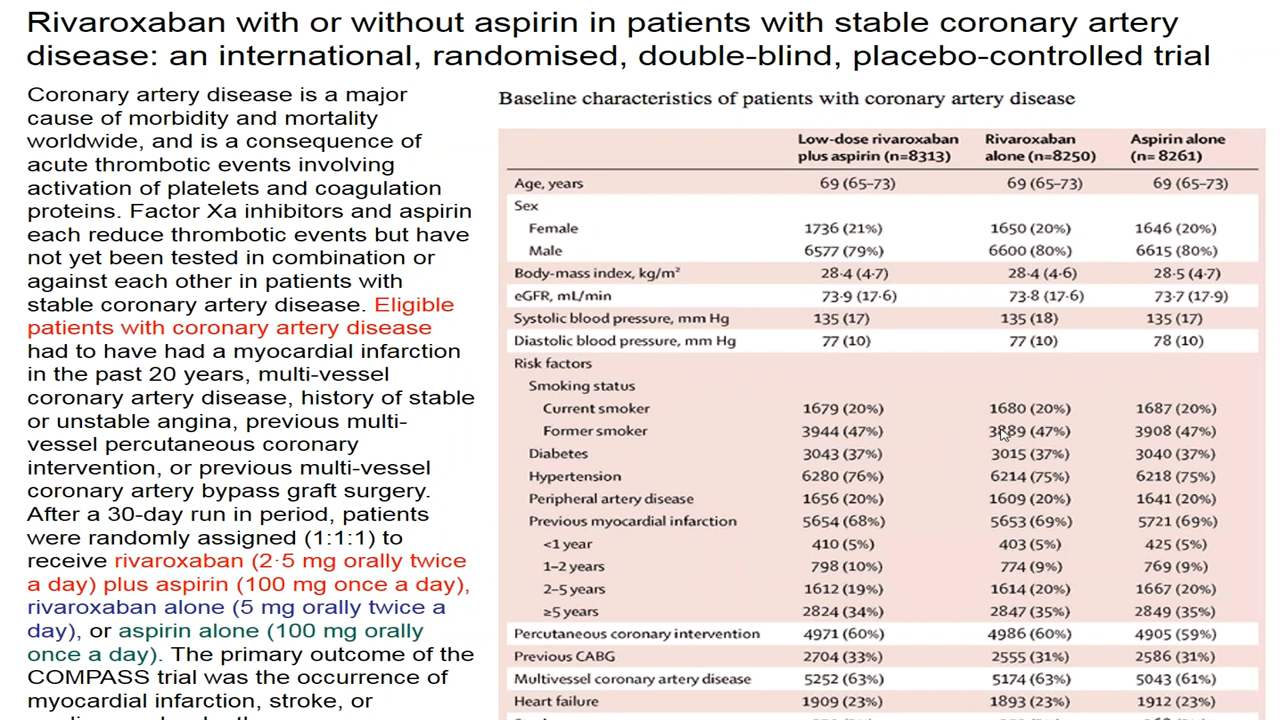 Rivaroxaban with or without aspirin in patients with stable coronary artery
disease: an international, randomised, double-blind, placebo-controlled trial
Coronary artery disease is a major
cause of morbidity and mortality
worldwide, and is a consequence of
acute thrombotic events involving
activation of platelets and coagulation
proteins. Factor Xa inhibitors and aspirin
each reduce thrombotic events but have
not yet been tested in combination or
against each other in patients with
stable coronary artery disease. Eligible
patients with coronary artery disease
had to have had a myocardial infarction
in the past 20 years, multi-vessel
coronary artery disease, history of stable
or unstable angina, previous multi-
vessel percutaneous coronary
intervention, or previous multi-vessel
coronary artery bypass graft surgery.
After a 30-day run in period, patients
were randomly assigned (1:1:1) to
receive rivaroxaban (2·5 mg orally twice
a day) plus aspirin (100 mg once a day),
rivaroxaban alone (5 mg orally twice a
day), or aspirin alone (100 mg orally
once a day). The primary outcome of the
COMPASS trial was the occurrence of
myocardial infarction, stroke, or
Baseline characteristics of patients with coronary artery disease
Low-dose rivaroxaban Rivaroxaban Aspirin alone
plus aspirin (n=8313) alone (n=8250) (n= 8261)
Age, years 69 (65–73) 69 (65–73) 69 (65–73)
Sex
Female 1736 (21%) 1650 (20%) 1646 (20%)
Male 6577 (79%) 6600 (80%) 6615 (80%)
Body-mass index, kg/m² 28·4 (4·7) 28·4 (4·6) 28·5 (4·7)
eGFR, mL/min 73·9 (17·6) 73·8 (17·6) 73·7 (17·9)
Systolic blood pressure, mm Hg 135 (17) 135 (18) 135 (17)
Diastolic blood pressure, mm Hg 77 (10) 77 (10) 78 (10)
Risk factors
Smoking status
Current smoker 1679 (20%) 1680 (20%) 1687 (20%)
Former smoker 3944 (47%) 3889 (47%) 3908 (47%)
Diabetes 3043 (37%) 3015 (37%) 3040 (37%)
Hypertension 6280 (76%) 6214 (75%) 6218 (75%)
Peripheral artery disease 1656 (20%) 1609 (20%) 1641 (20%)
Previous myocardial infarction 5654 (68%) 5653 (69%) 5721 (69%)
<1 year 410 (5%) 403 (5%) 425 (5%)
1–2 years 798 (10%) 774 (9%) 769 (9%)
2–5 years 1612 (19%) 1614 (20%) 1667 (20%)
≥5 years 2824 (34%) 2847 (35%) 2849 (35%)
Percutaneous coronary intervention 4971 (60%) 4986 (60%) 4905 (59%)
Previous CABG 2704 (33%) 2555 (31%) 2586 (31%)
Multivessel coronary artery disease 5252 (63%) 5174 (63%) 5043 (61%)
Heart failure 1909 (23%) 1893 (23%) 1912 (23%)